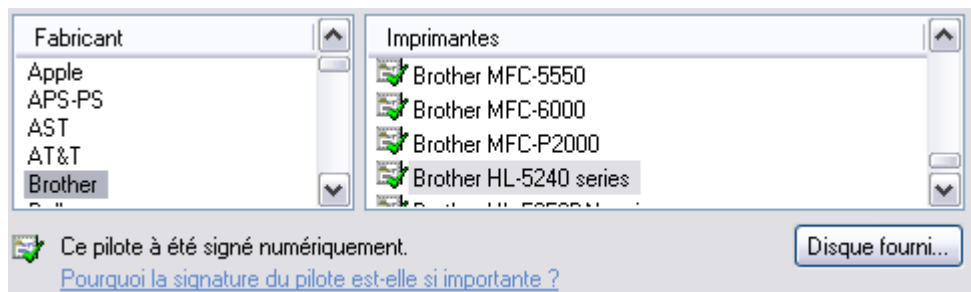 Fabricant
Imprimantes
Apple
APS-PS
AST
AT&T
Brother
Brother MFC-5550
Brother MFC-6000
Brother MFC-P2000
Brother HL-5240 series
Ce pilote à été signé numériquement.
Disque fourni...
Pourquoi la signature du pilote est-elle si importante ?